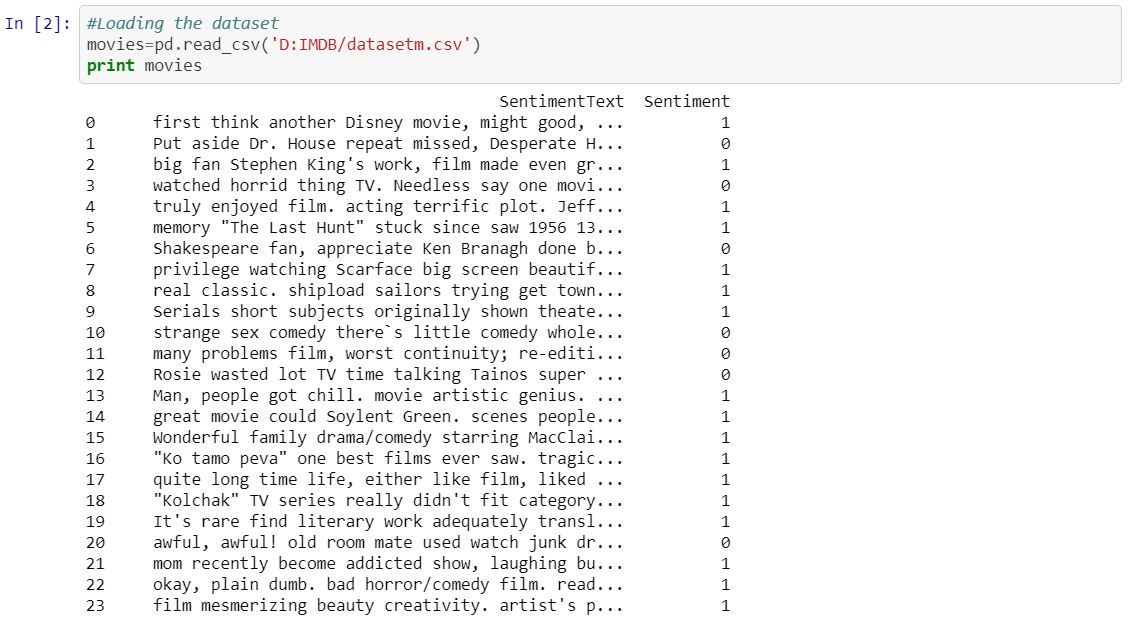 In [2]: #Loading the dataset
movies=pd.read_csv('D:IMDB/datasetm.csv')
print movies
SentimentText Sentiment
0 first think another Disney movie, might good, ... 1
1 Put aside Dr. House repeat missed, Desperate H... 0
2 big fan Stephen King's work, film made even gr... 1
3 watched horrid thing TV. Needless say one movi... 0
4 truly enjoyed film. acting terrific plot. Jeff... 1
5 memory "The Last Hunt" stuck since saw 1956 13... 1
6 Shakespeare fan, appreciate Ken Branagh done b... 0
7 privilege watching Scarface big screen beautif... 1
8 real classic. shipload sailors trying get town... 1
9 Serials short subjects originally shown theate... 1
10 strange sex comedy there`s little comedy whole... 0
11 many problems film, worst continuity; re-editi... 0
12 Rosie wasted lot TV time talking Tainos super ... 0
13 Man, people got chill. movie artistic genius. ... 1
14 great movie could Soylent Green. scenes people... 1
15 Wonderful family drama/comedy starring MacClai... 1
16 "Ko tamo peva" one best films ever saw. tragic... 1
17 quite long time life, either like film, liked ... 1
18 "Kolchak" TV series really didn't fit category... 1
19 It's rare find literary work adequately transl... 1
20 awful, awful! old room mate used watch junk dr... 0
21 mom recently become addicted show, laughing bu... 1
22 okay, plain dumb. bad horror/comedy film. read... 1
23 film mesmerizing beauty creativity. artist's p... 1